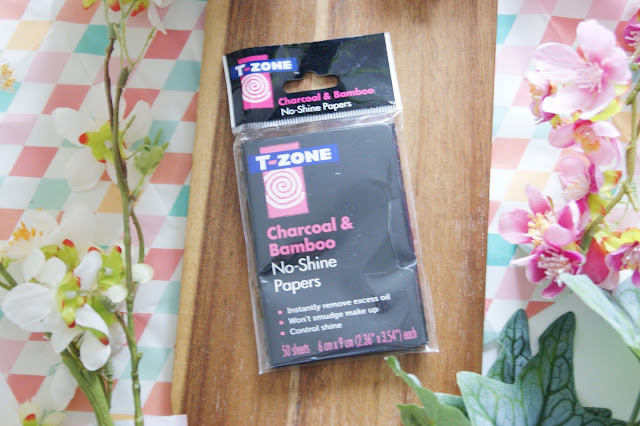 T-ZONE
Charcoal & Bamboo
No-Shine Papers
T-ZONE
Charcoal &
Bamboo
No-Shine
Papers
• Instantly remove excess oil
• Won't smudge make up
• Control shine
50 sheets 6 cm x 9 cm (2.36" x 3.54") each